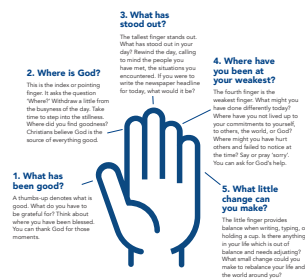 3. What has
stood out?
The tallest finger stands out.
What has stood out in your
day? Rewind the day, calling
to mind the people you
have met, the situations you
encountered. If you were to
write the newspaper headline
for today, what would it be?
2. Where is God?
This is the index or pointing
finger. It asks the question
'Where?' Withdraw a little from
the busyness of the day. Take
time to step into the stillness.
Where did you find goodness?
Christians believe God is the
source of everything good.
4. Where have
you been at
your weakest?
The fourth finger is the
weakest finger. What might you
have done differently today?
Where have you not lived up to
your commitments to yourself,
to others, the world, or God?
Where might you have hurt
others and failed to notice at
the time? Say or pray 'sorry'.
You can ask for God's help.
1. What has
been good?
A thumbs-up denotes what is
good. What do you have to
be grateful for? Think about
where you have been blessed.
You can thank God for those
moments.
5. What little
change can
you make?
The little finger provides
balance when writing, typing, o
holding a cup. Is there anything
in your life which is out of
balance and needs adjusting?
What small change could you
make to rebalance your life and
the world around you?